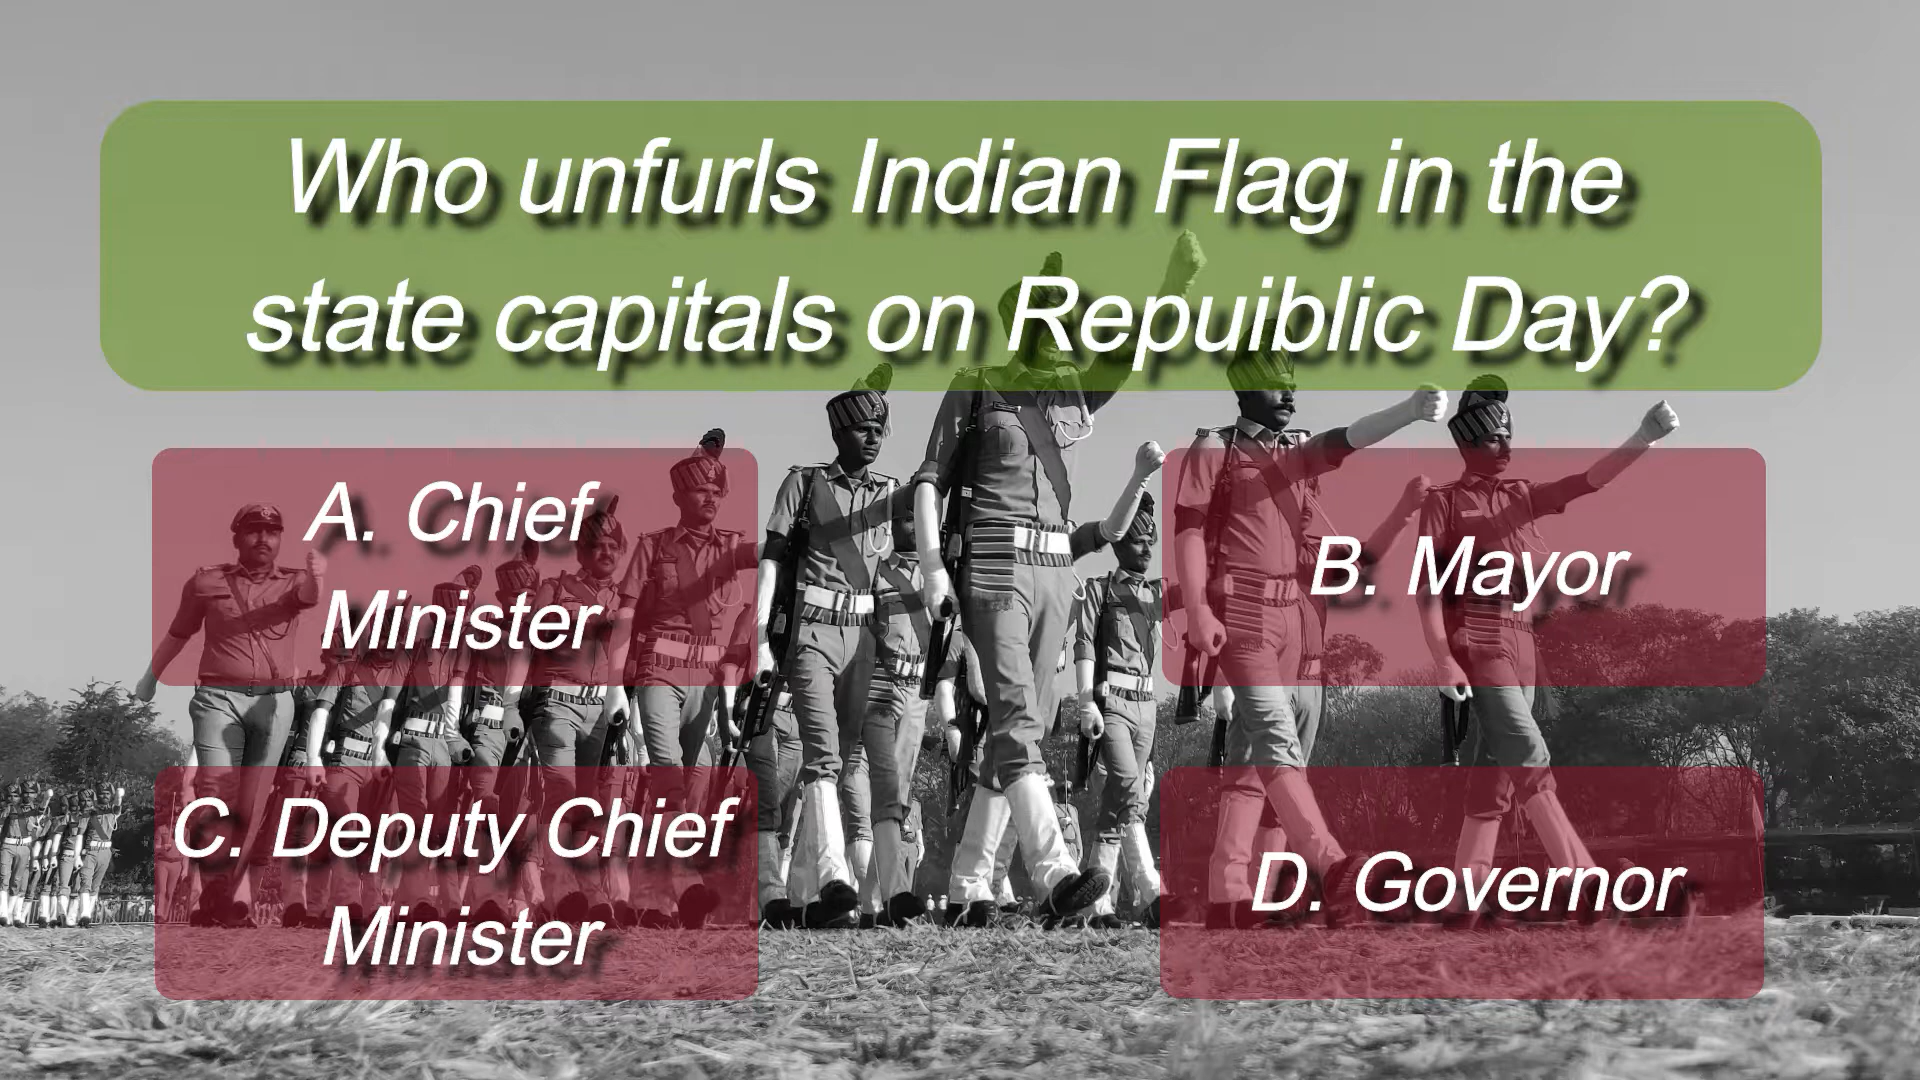 Who unfurls Indian Flag in the
state capitals on Repuiblic Day?
A. Chief
Minister
B. Mayor
C. Deputy Chief
Minister
D. Governor